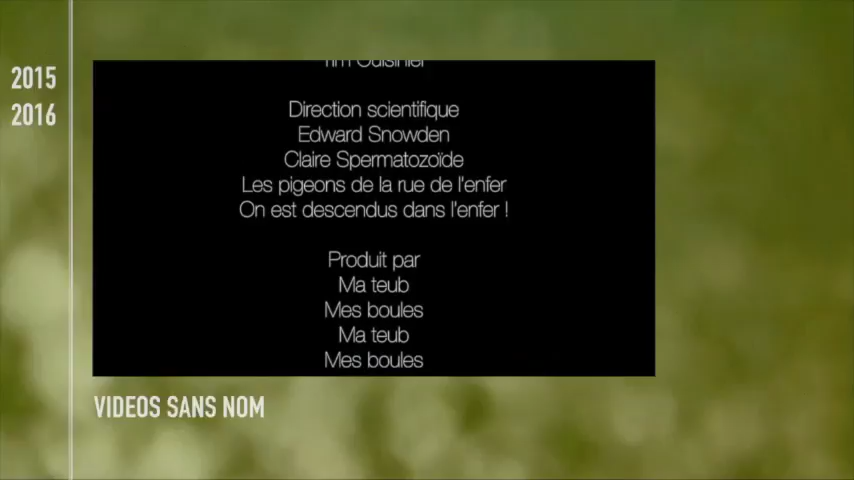 2015
2016
Direction scientifique
Edward Snowden
Claire Spermatozoïde
Les pigeons de la rue de l'enfer
On est descendus dans l'enfer !
Produit par
Ma teub
Mes boules
Ma teub
Mes boules
VIDEOS SANS NOM